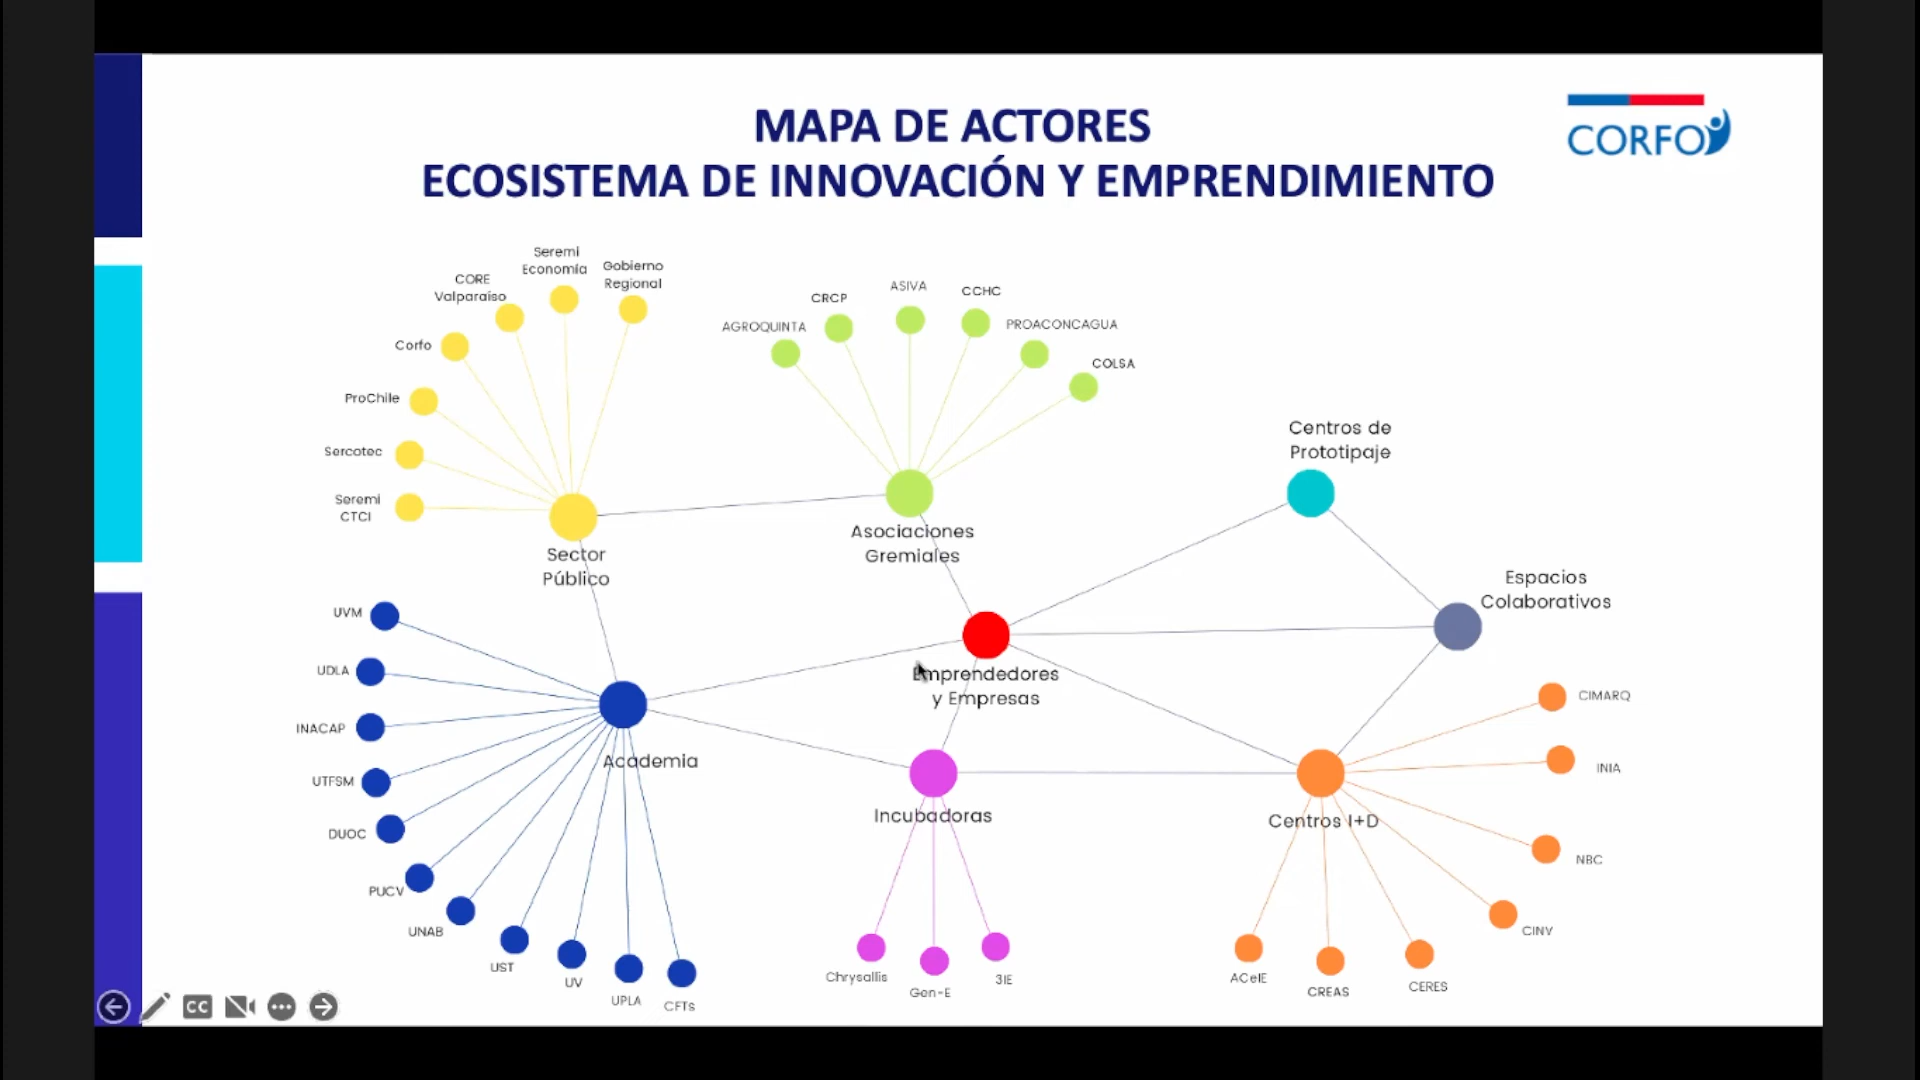 MAPA DE ACTORES
ECOSISTEMA DE INNOVACIÓN Y EMPRENDIMIENTO
CORFO
Seremi
Economía
Gobierno
Regional
CORE
Valparaíso
Corfo
ProChile
Sercotec
Seremi
CTCI
Sector
Público
AGROQUINTA
CRCP
ASIVA
CCHC
PROACONCAGUA
COLSA
Asociaciones
Gremiales
Centros de
Prototipaje
Espacios
Colaborativos
Emprendedores
y Empresas
UVM
UDLA
INACAP
UTFSM
DUOC
PUCV
UNAB
UST
UV
UPLA
CFTs
Academia
Incubadoras
Chrysallis
Gen-E
3IE
Centros I+D
CIMARQ
INIA
NBC
CINV
CERES
CREAS
ACeIE
CC